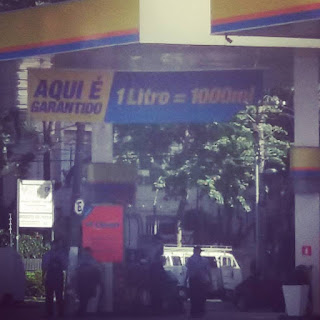 AQUI É
GARANTIDO
1 Litro = 1000ml
E